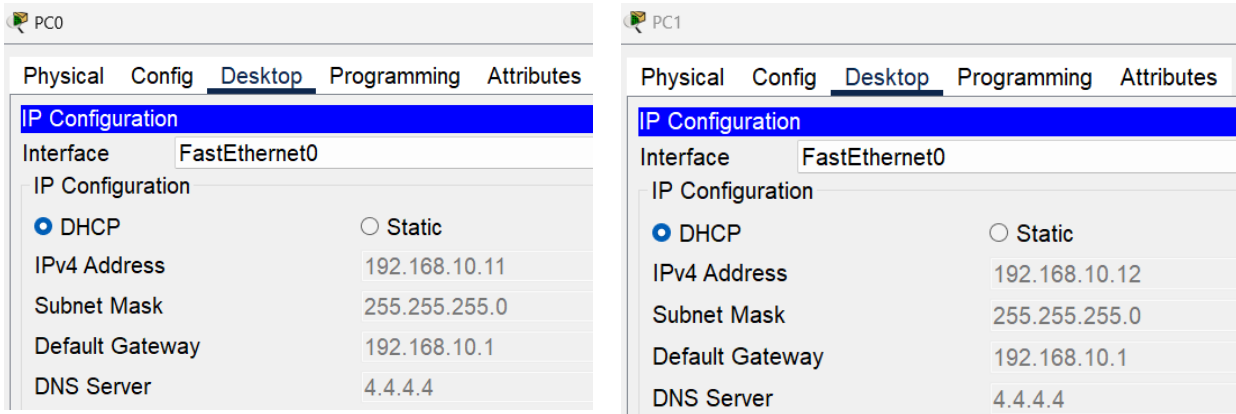 PC0
Physical Config Desktop Programming Attributes
IP Configuration
Interface FastEthernet0
IP Configuration
DHCP Static
IPv4 Address 192.168.10.11
Subnet Mask 255.255.255.0
Default Gateway 192.168.10.1
DNS Server 4.4.4.4
PC1
Physical Config Desktop Programming Attributes
IP Configuration
Interface FastEthernet0
IP Configuration
DHCP Static
IPv4 Address 192.168.10.12
Subnet Mask 255.255.255.0
Default Gateway 192.168.10.1
DNS Server 4.4.4.4